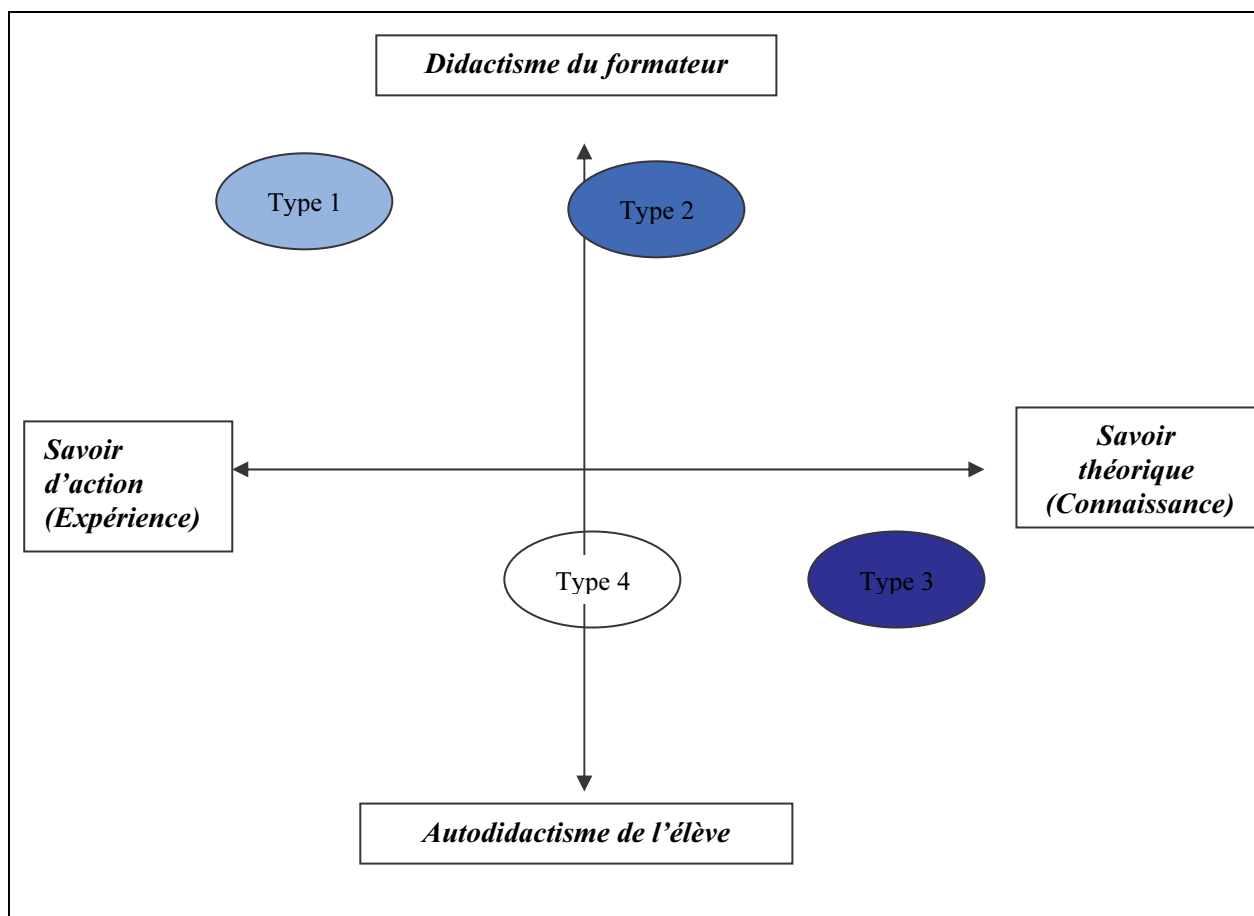 Didactisme du formateur
Type 1
Type 2
Savoir
d’action
(Expérience)
Savoir
théorique
(Connaissance)
Type 4
Type 3
Autodidactisme de l’élève